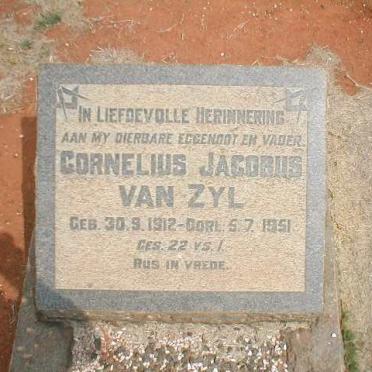 IN LIEFDEVOLLE HERINNERING
AAN MY DIERBARE EGGENOOT EN VADER
CORNELIUS JACOBUS
VAN ZYL
GEB. 30.9.1912 - OORL. 5.7.1951
GES. 22 VS. 1.
RUS IN VREDE.